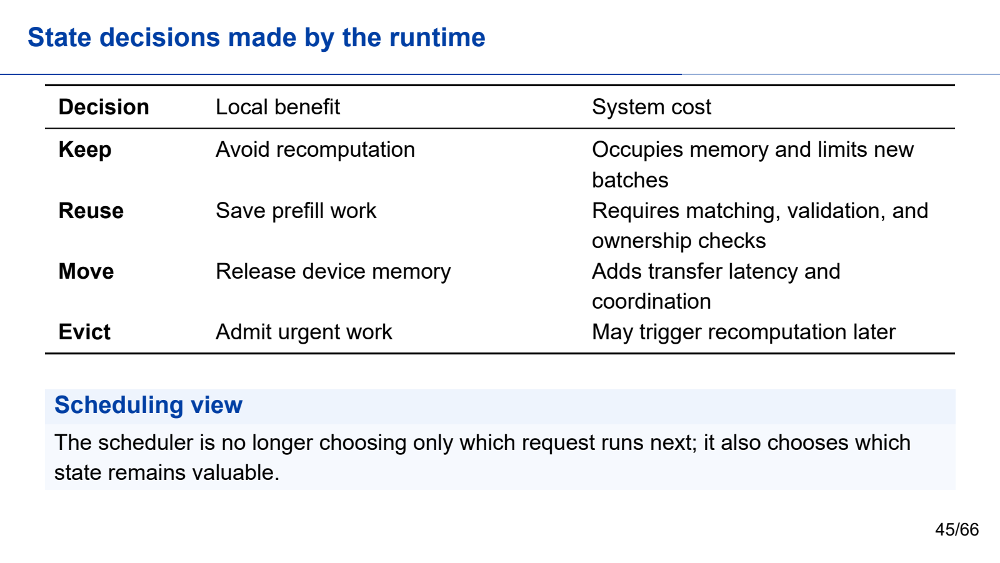 State decisions made by the runtime
Decision Local benefit System cost
Keep Avoid recomputation Occupies memory and limits new
batches
Reuse Save prefill work Requires matching, validation, and
ownership checks
Move Release device memory Adds transfer latency and
coordination
Evict Admit urgent work May trigger recomputation later
Scheduling view
The scheduler is no longer choosing only which request runs next; it also chooses which
state remains valuable.
45/66